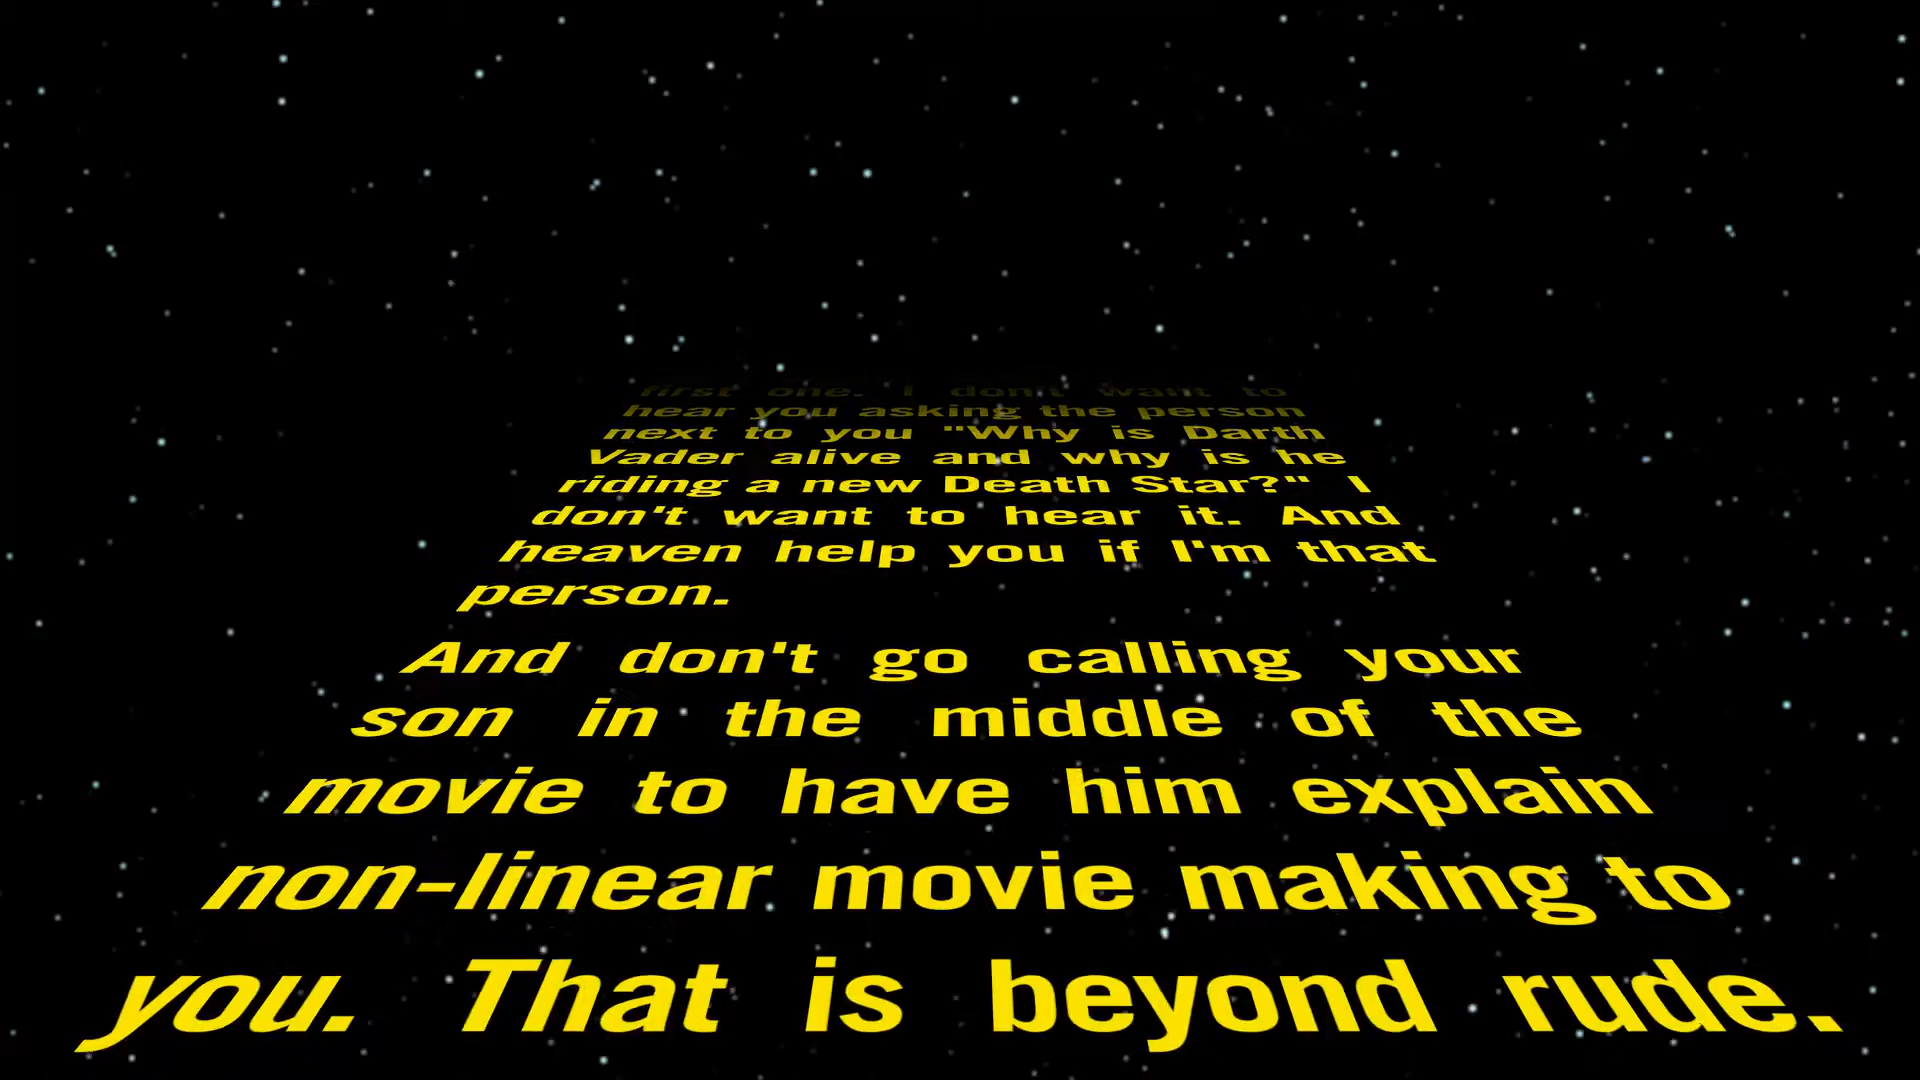 first one. I don't want to
hear you asking the person
next to you "Why is Darth
Vader alive and why is he
riding a new Death Star?" I
don't want to hear it. And
heaven help you if I'm that
person.
And don't go calling your
son in the middle of the
movie to have him explain
non-linear movie making to
you. That is beyond rude.